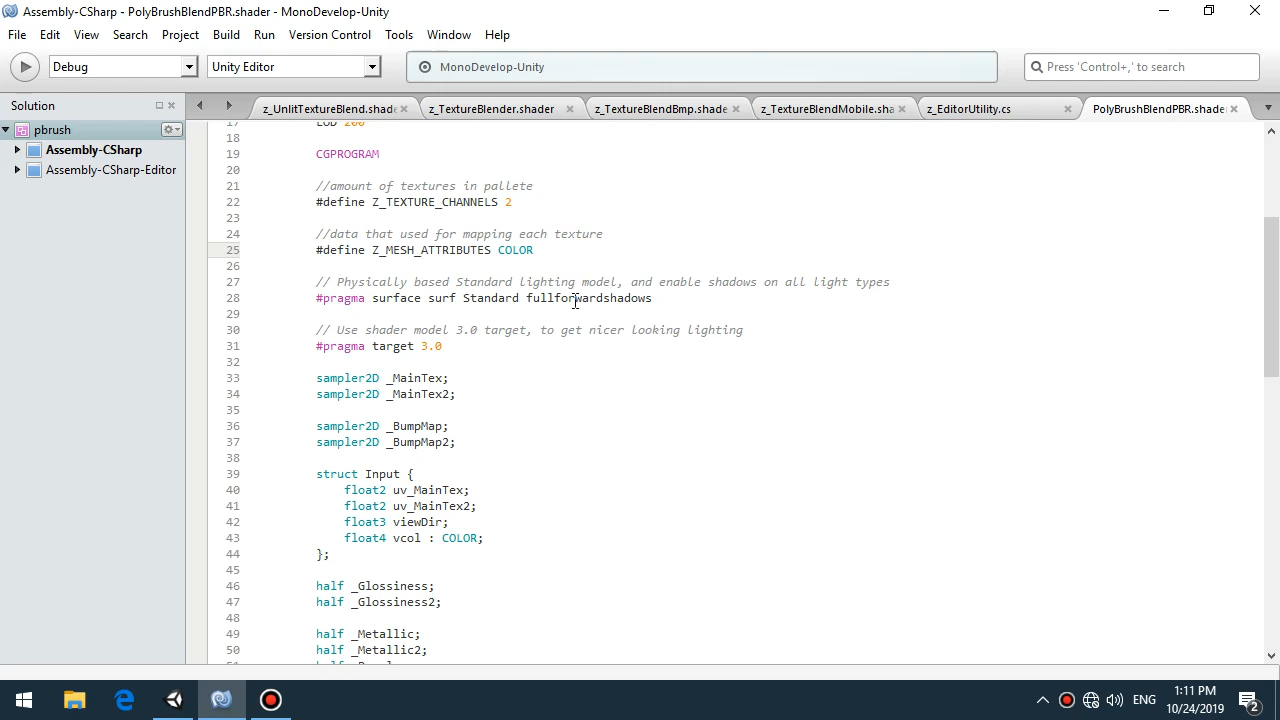 Assembly-CSharp - PolyBrushBlendPBR.shader - MonoDevelop-Unity
File Edit View Search Project Build Run Version Control Tools Window Help
Debug Unity Editor MonoDevelop-Unity Press 'Control+,' to search
Solution
z_UnlitTextureBlend.shade z_TextureBlender.shader z_TextureBlendBmp.shade z_TextureBlendMobile.sha z_EditorUtility.cs PolyBrushBlendPBR.shader
pbrush
Assembly-CSharp
Assembly-CSharp-Editor
17 LOD 200
18
19 CGPROGRAM
20
21 //amount of textures in pallete
22 #define Z_TEXTURE_CHANNELS 2
23
24 //data that used for mapping each texture
25 #define Z_MESH_ATTRIBUTES COLOR
26
27 // Physically based Standard lighting model, and enable shadows on all light types
28 #pragma surface surf Standard fullforwardshadows
29
30 // Use shader model 3.0 target, to get nicer looking lighting
31 #pragma target 3.0
32
33 sampler2D _MainTex;
34 sampler2D _MainTex2;
35
36 sampler2D _BumpMap;
37 sampler2D _BumpMap2;
38
39 struct Input {
40 float2 uv_MainTex;
41 float2 uv_MainTex2;
42 float3 viewDir;
43 float4 vcol : COLOR;
44 };
45
46 half _Glossiness;
47 half _Glossiness2;
48
49 half _Metallic;
50 half _Metallic2;
ENG
1:11 PM
10/24/2019
2